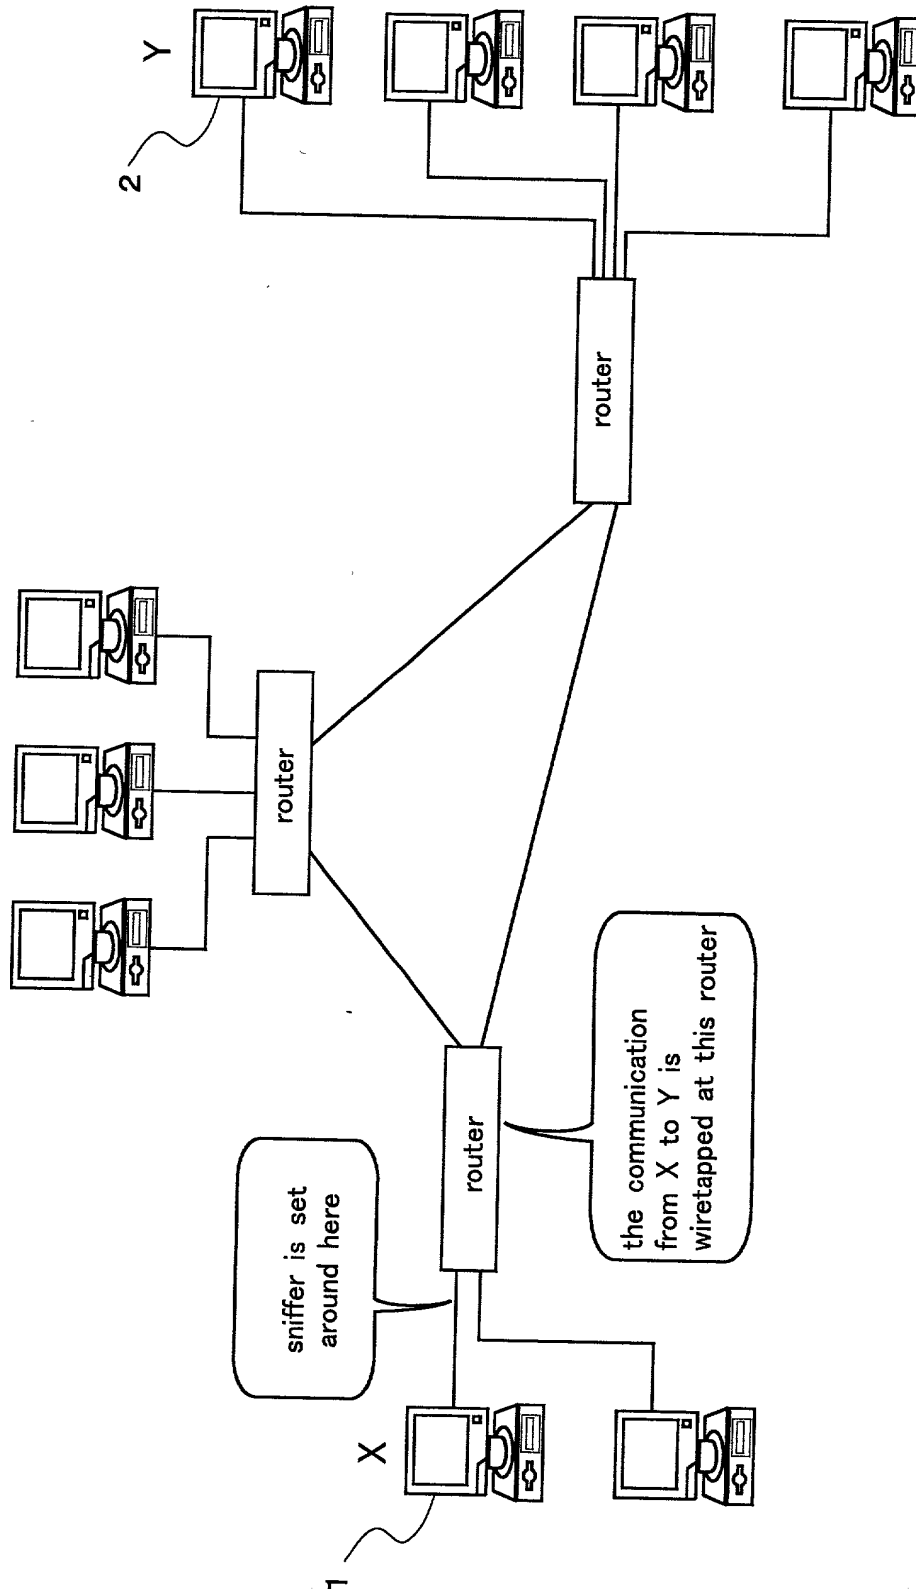 X
1
sniffer is set
around here
router
the communication
from X to Y is
wiretapped at this router
router
router
Y
2